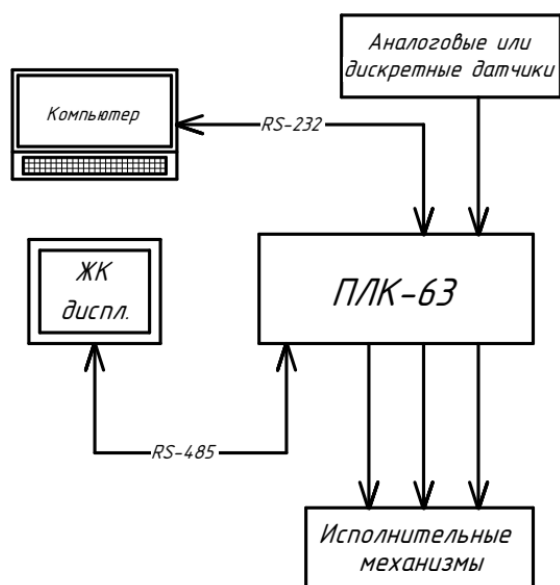 Аналоговые или
дискретные датчики
Компьютер
RS-232
ЖК
диспл.
ПЛК-63
RS-485
Исполнительные
механизмы